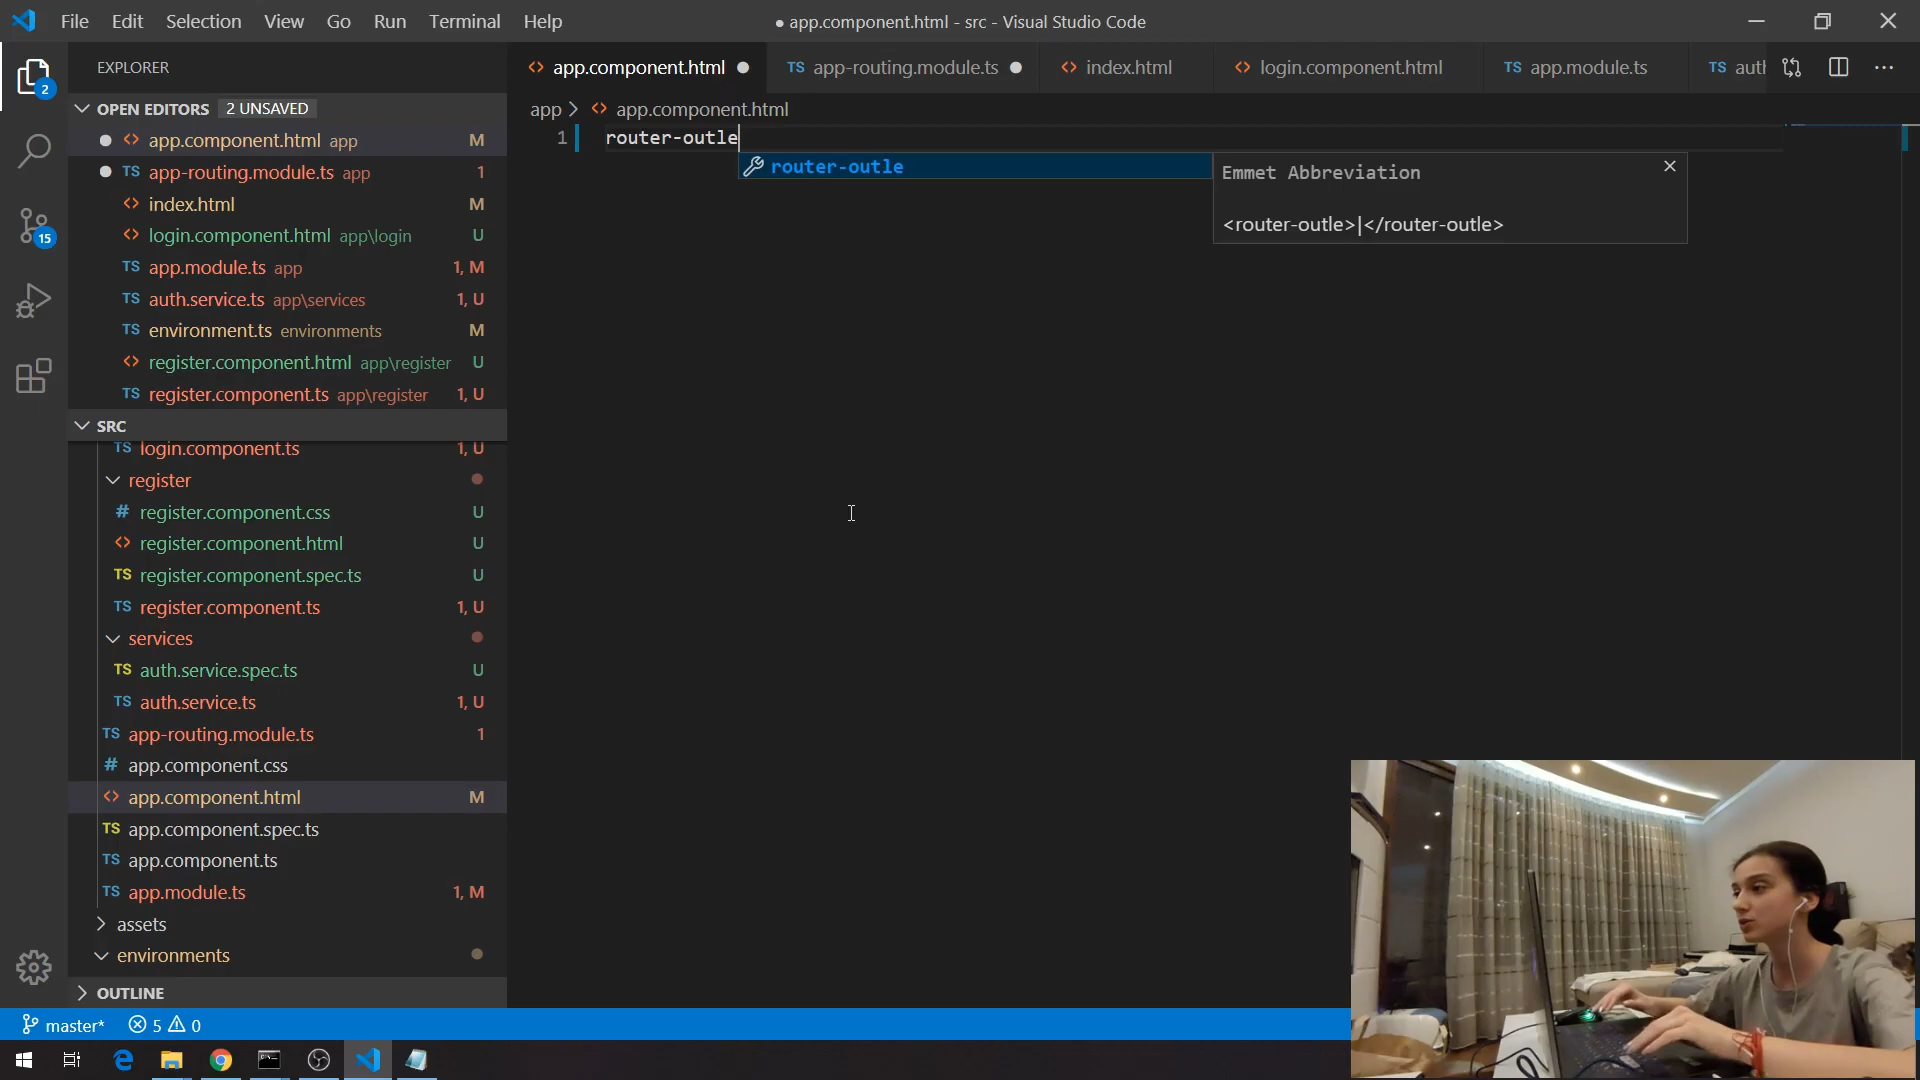 File Edit Selection View Go Run Terminal Help
● app.component.html - src - Visual Studio Code
EXPLORER
OPEN EDITORS 2 UNSAVED
app.component.html app M
TS app-routing.module.ts app 1
index.html M
login.component.html app\login U
TS app.module.ts app 1, M
TS auth.service.ts app\services 1, U
TS environment.ts environments M
register.component.html app\register U
TS register.component.ts app\register 1, U
SRC
TS login.component.ts 1, U
register
# register.component.css U
register.component.html U
TS register.component.spec.ts U
TS register.component.ts 1, U
services
TS auth.service.spec.ts U
TS auth.service.ts 1, U
TS app-routing.module.ts 1
# app.component.css
app.component.html M
TS app.component.spec.ts
TS app.component.ts
TS app.module.ts 1, M
assets
environments
OUTLINE
2
15
app.component.html
TS app-routing.module.ts
index.html
login.component.html
TS app.module.ts
TS auth
app > app.component.html
1 router-outle
router-outle
Emmet Abbreviation
<router-outle>|</router-outle>
master* 5 0